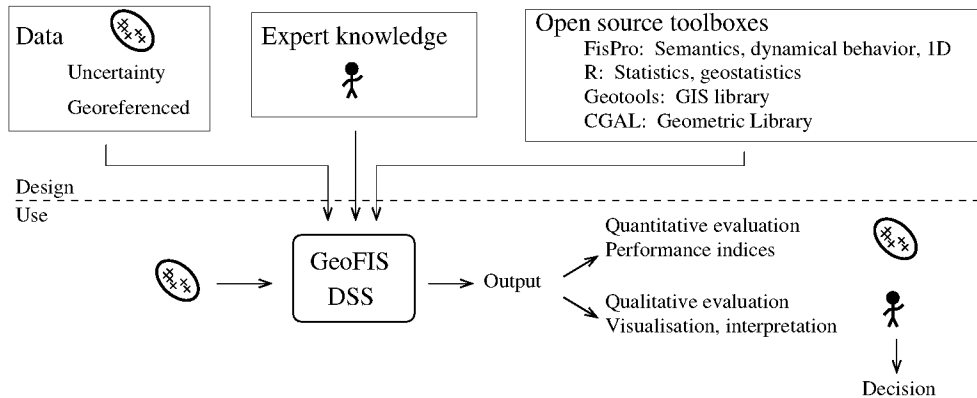 Data
Uncertainty
Georeferenced
Expert knowledge
Open source toolboxes
FisPro: Semantics, dynamical behavior, 1D
R: Statistics, geostatistics
Geotools: GIS library
CGAL: Geometric Library
Design
Use
GeoFIS
DSS
Output
Quantitative evaluation
Performance indices
Qualitative evaluation
Visualisation, interpretation
Decision